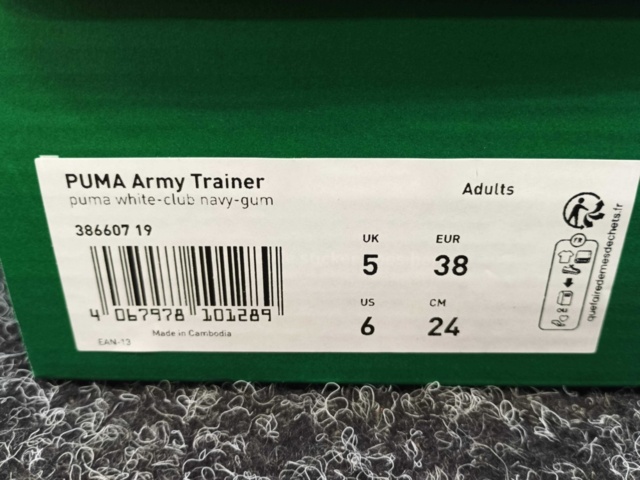 PUMA Army Trainer
puma white-club navy-gum
Adults
386607 19
UK
5
EUR
38
US
6
CM
24
4 067978 101289
Made in Cambodia
EAN-13
FR
quefairedemesdechets.fr